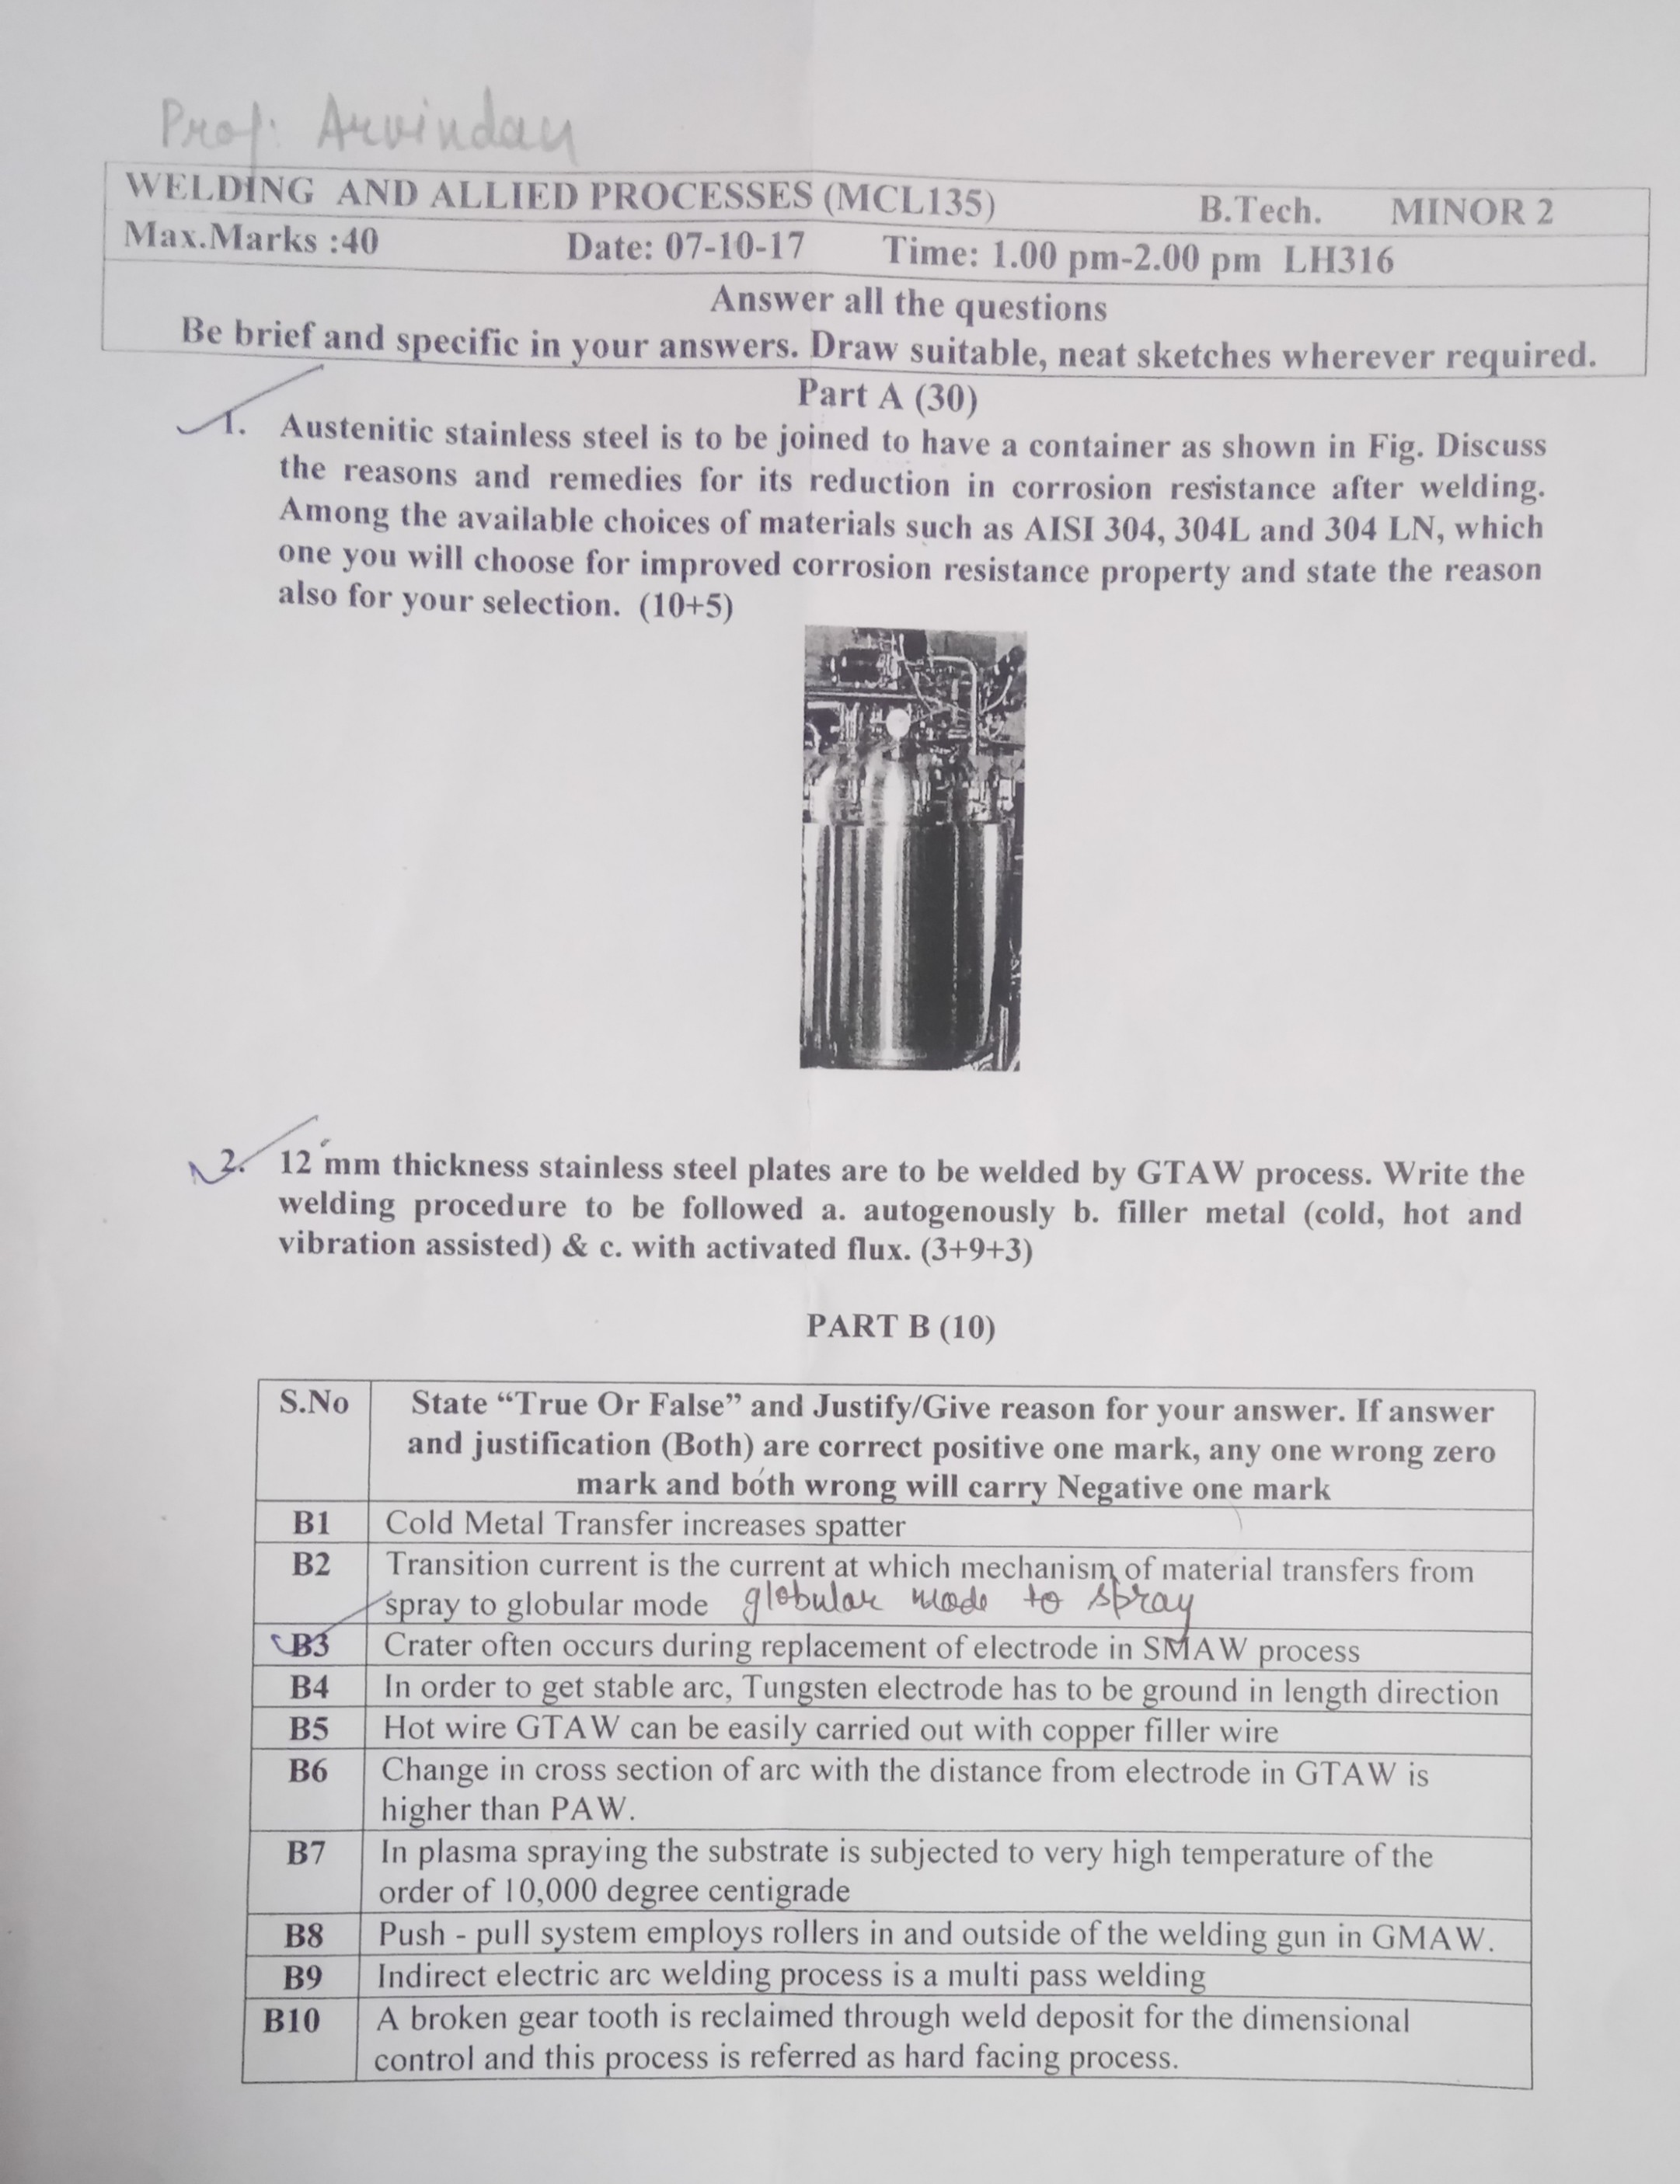 Prof: Arvindan
WELDING AND ALLIED PROCESSES (MCL135) B.Tech. MINOR 2
Max.Marks :40 Date: 07-10-17 Time: 1.00 pm-2.00 pm LH316
Answer all the questions
Be brief and specific in your answers. Draw suitable, neat sketches wherever required.
Part A (30)
1. Austenitic stainless steel is to be joined to have a container as shown in Fig. Discuss
the reasons and remedies for its reduction in corrosion resistance after welding.
Among the available choices of materials such as AISI 304, 304L and 304 LN, which
one you will choose for improved corrosion resistance property and state the reason
also for your selection. (10+5)
2. 12 mm thickness stainless steel plates are to be welded by GTAW process. Write the
welding procedure to be followed a. autogenously b. filler metal (cold, hot and
vibration assisted) & c. with activated flux. (3+9+3)
PART B (10)
S.No State “True Or False” and Justify/Give reason for your answer. If answer
and justification (Both) are correct positive one mark, any one wrong zero
mark and both wrong will carry Negative one mark
B1 Cold Metal Transfer increases spatter
B2 Transition current is the current at which mechanism of material transfers from
spray to globular mode globular mode to spray
B3 Crater often occurs during replacement of electrode in SMAW process
B4 In order to get stable arc, Tungsten electrode has to be ground in length direction
B5 Hot wire GTAW can be easily carried out with copper filler wire
B6 Change in cross section of arc with the distance from electrode in GTAW is
higher than PAW.
B7 In plasma spraying the substrate is subjected to very high temperature of the
order of 10,000 degree centigrade
B8 Push - pull system employs rollers in and outside of the welding gun in GMAW.
B9 Indirect electric arc welding process is a multi pass welding
B10 A broken gear tooth is reclaimed through weld deposit for the dimensional
control and this process is referred as hard facing process.